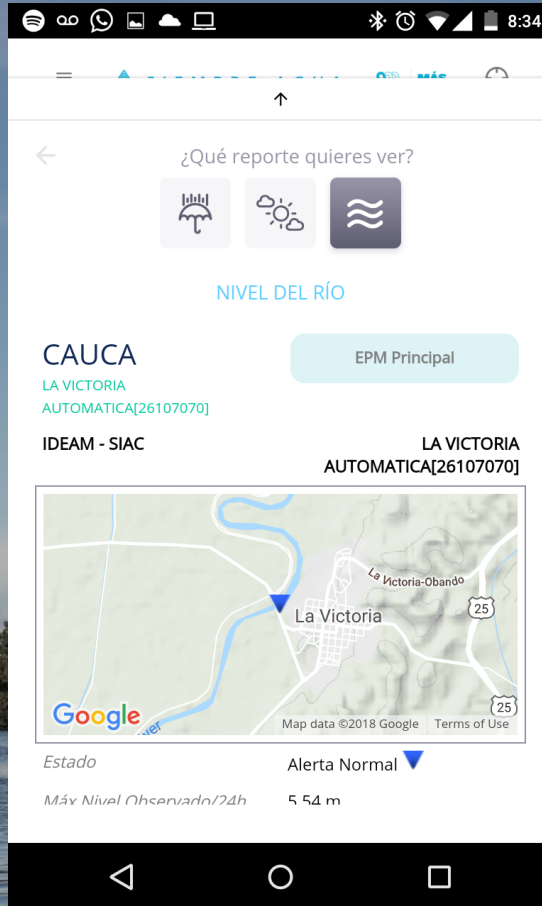 8:34
MÁS
¿Qué reporte quieres ver?
NIVEL DEL RÍO
CAUCA
EPM Principal
LA VICTORIA
AUTOMATICA[26107070]
IDEAM - SIAC
LA VICTORIA
AUTOMATICA[26107070]
La Victoria-Obando
25
La Victoria
25
Google
Map data ©2018 Google
Terms of Use
Estado
Alerta Normal
Máx Nivel Observado/24h
5.54 m